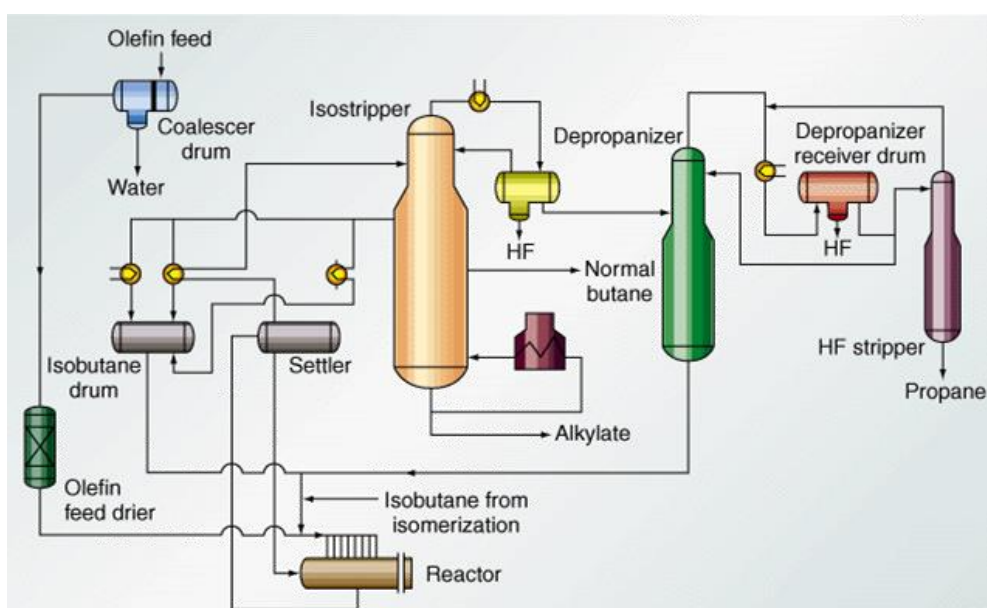 Olefin feed
Coalescer
drum
Water
Isostripper
Depropanizer
Depropanizer
receiver drum
HF
HF
Normal
butane
Isobutane
drum
Settler
HF stripper
Propane
Alkylate
Olefin
feed drier
Isobutane from
isomerization
Reactor